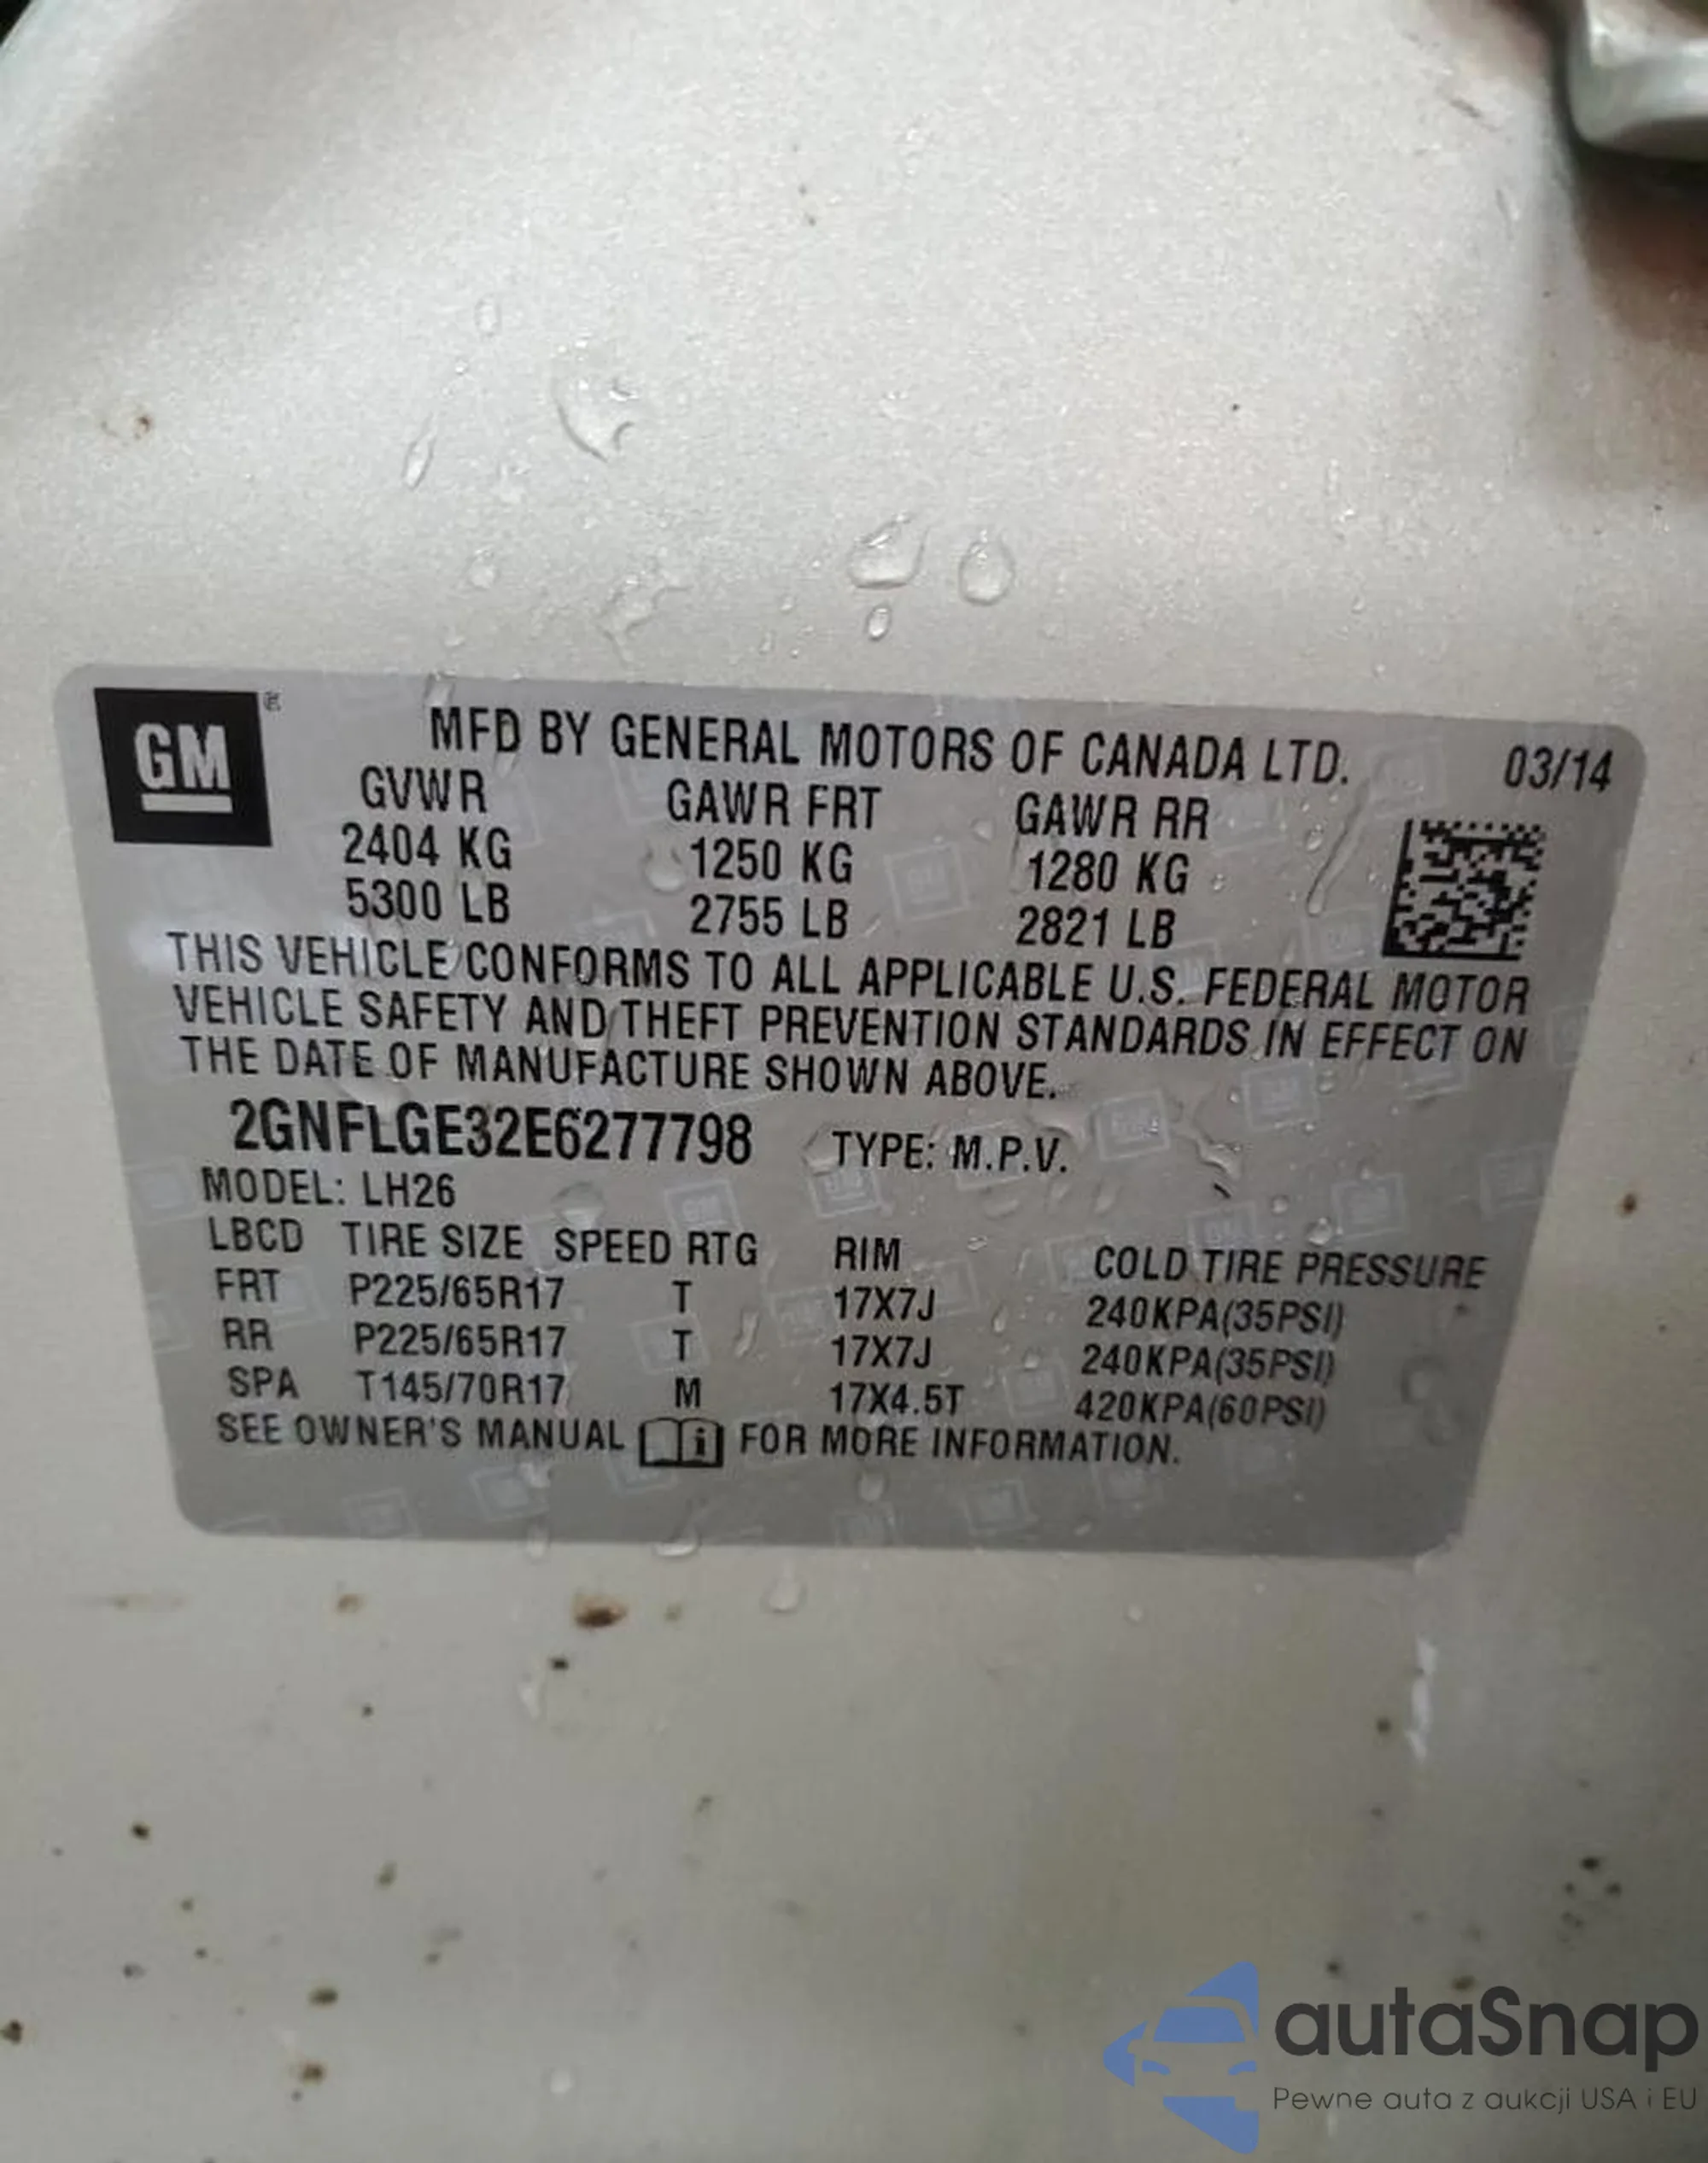 GM
MFD BY GENERAL MOTORS OF CANADA LTD. 03/14
GVWR GAWR FRT GAWR RR
2404 KG 1250 KG 1280 KG
5300 LB 2755 LB 2821 LB
THIS VEHICLE CONFORMS TO ALL APPLICABLE U.S. FEDERAL MOTOR
VEHICLE SAFETY AND THEFT PREVENTION STANDARDS IN EFFECT ON
THE DATE OF MANUFACTURE SHOWN ABOVE.
2GNFLGE32E6277798 TYPE: M.P.V.
MODEL: LH26
LBCD TIRE SIZE SPEED RTG RIM COLD TIRE PRESSURE
FRT P225/65R17 T 17X7J 240KPA(35PSI)
RR P225/65R17 T 17X7J 240KPA(35PSI)
SPA T145/70R17 M 17X4.5T 420KPA(60PSI)
SEE OWNER'S MANUAL i FOR MORE INFORMATION.
autaSnap
Pewne auta z aukcji USA i EU